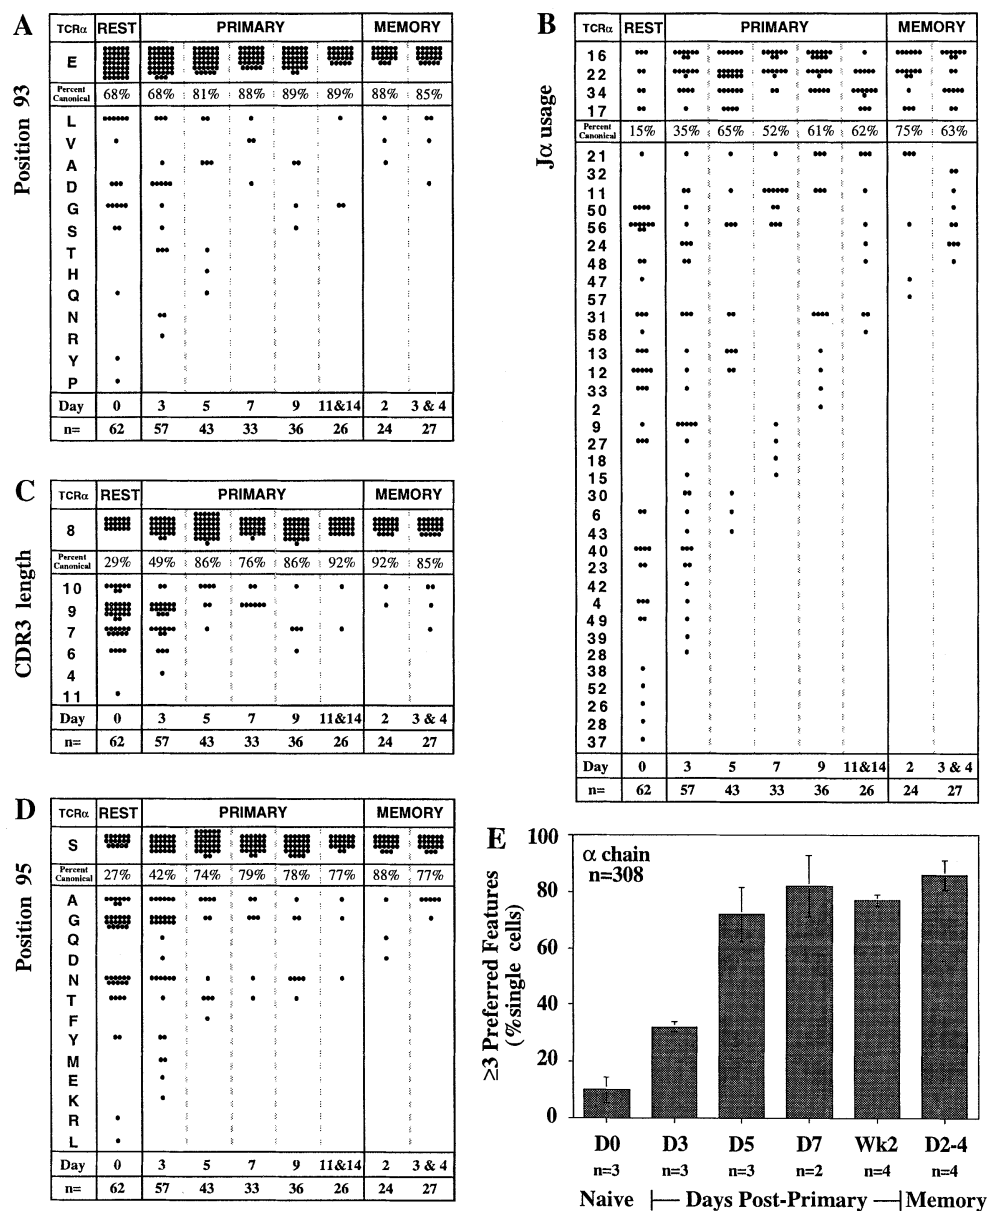 A
Position 93
TCRα REST PRIMARY MEMORY
E
Percent Canonical 68% 68% 81% 88% 89% 89% 88% 85%
L
V
A
D
G
S
T
H
Q
N
R
Y
P
Day 0 3 5 7 9 11&14 2 3 & 4
n= 62 57 43 33 36 26 24 27
C
CDR3 length
TCRα REST PRIMARY MEMORY
8
Percent Canonical 29% 49% 86% 76% 86% 92% 92% 85%
10
9
7
6
4
11
Day 0 3 5 7 9 11&14 2 3 & 4
n= 62 57 43 33 36 26 24 27
D
Position 95
TCRα REST PRIMARY MEMORY
S
Percent Canonical 27% 42% 74% 79% 78% 77% 88% 77%
A
G
Q
D
N
T
F
Y
M
E
K
R
L
Day 0 3 5 7 9 11&14 2 3 & 4
n= 62 57 43 33 36 26 24 27
B
Jα usage
TCRα REST PRIMARY MEMORY
16
22
34
17
Percent Canonical 15% 35% 65% 52% 61% 62% 75% 63%
21
32
11
50
56
24
48
47
57
31
58
13
12
33
2
9
27
18
15
30
6
43
40
23
42
4
49
39
28
38
52
26
28
37
Day 0 3 5 7 9 11&14 2 3 & 4
n= 62 57 43 33 36 26 24 27
E
≥3 Preferred Features
(%single cells)
100
80
60
40
20
0
α chain
n=308
D0 D3 D5 D7 Wk2 D2-4
n=3 n=3 n=3 n=2 n=4 n=4
Naive Days Post-Primary Memory